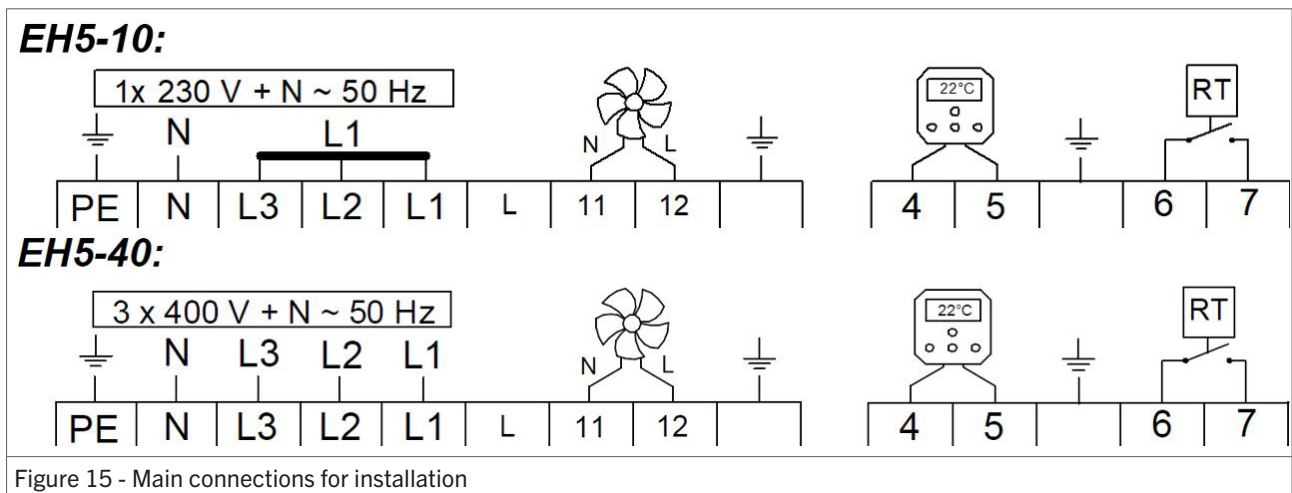 EH5-10:
1x 230 V + N ~ 50 Hz
N L1
N L
22°C
RT
PE N L3 L2 L1 L 11 12
4 5 6 7
EH5-40:
3 x 400 V + N ~ 50 Hz
N L3 L2 L1
N L
22°C
RT
PE N L3 L2 L1 L 11 12
4 5 6 7
Figure 15 - Main connections for installation